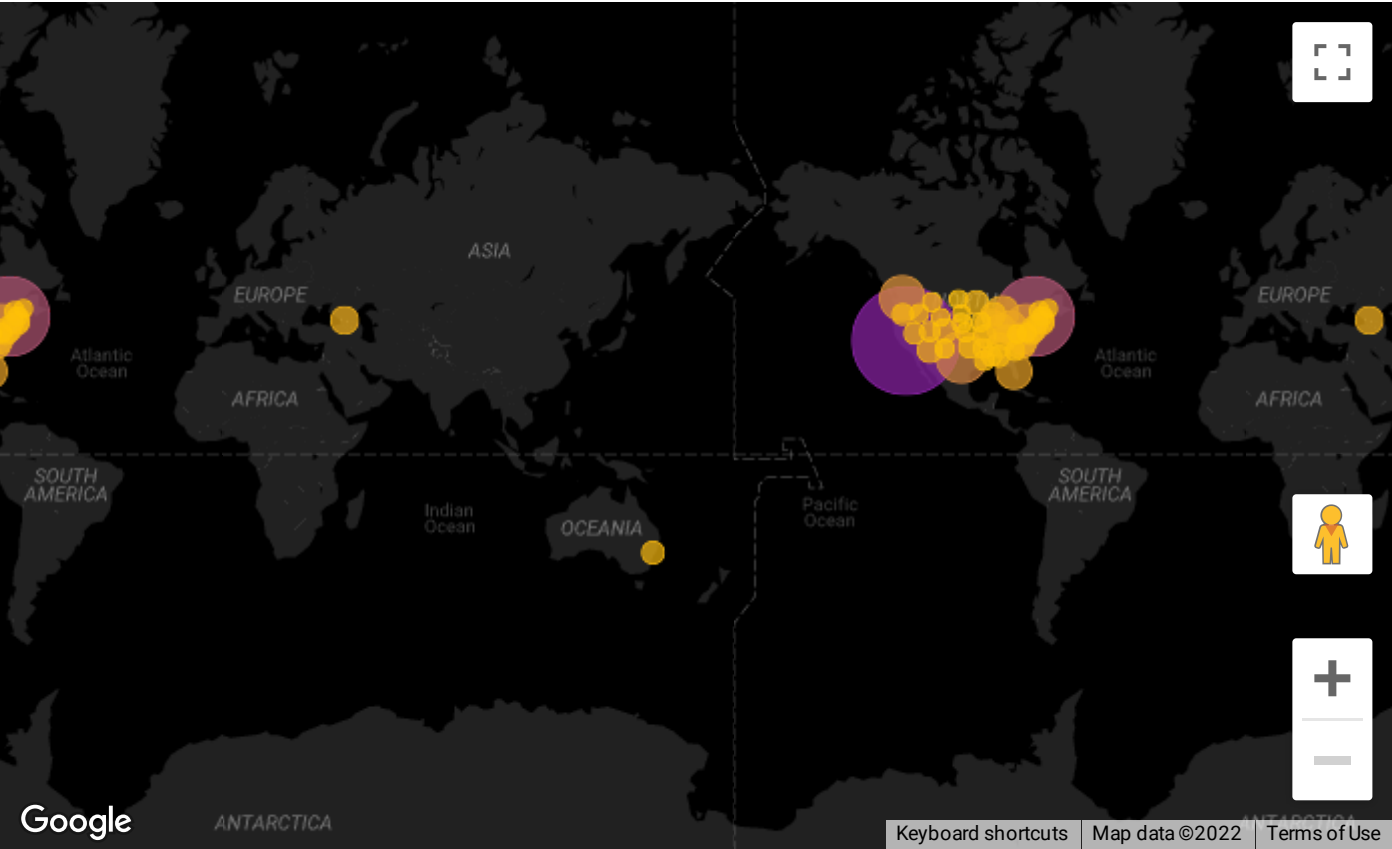 ASIA
EUROPE
EUROPE
Atlantic
Ocean
Atlantic
Ocean
AFRICA
AFRICA
SOUTH
AMERICA
SOUTH
AMERICA
Indian
Ocean
Pacific
Ocean
OCEANIA
Google
ANTARCTICA
ANTARCTICA
Keyboard shortcuts
Map data ©2022
Terms of Use